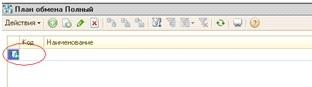 План обмена Полный
Действия
Код Наименование